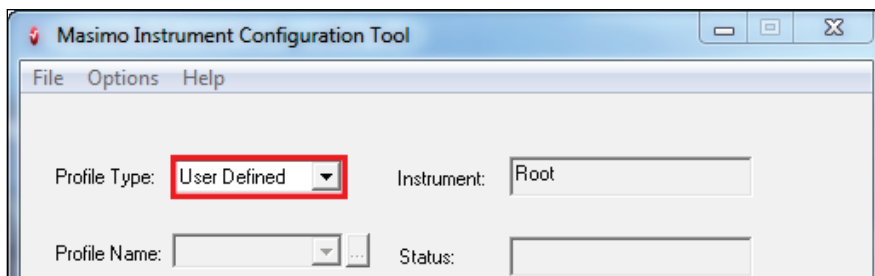 Masimo Instrument Configuration Tool
File Options Help
Profile Type: User Defined Instrument: Root
Profile Name: ... Status: